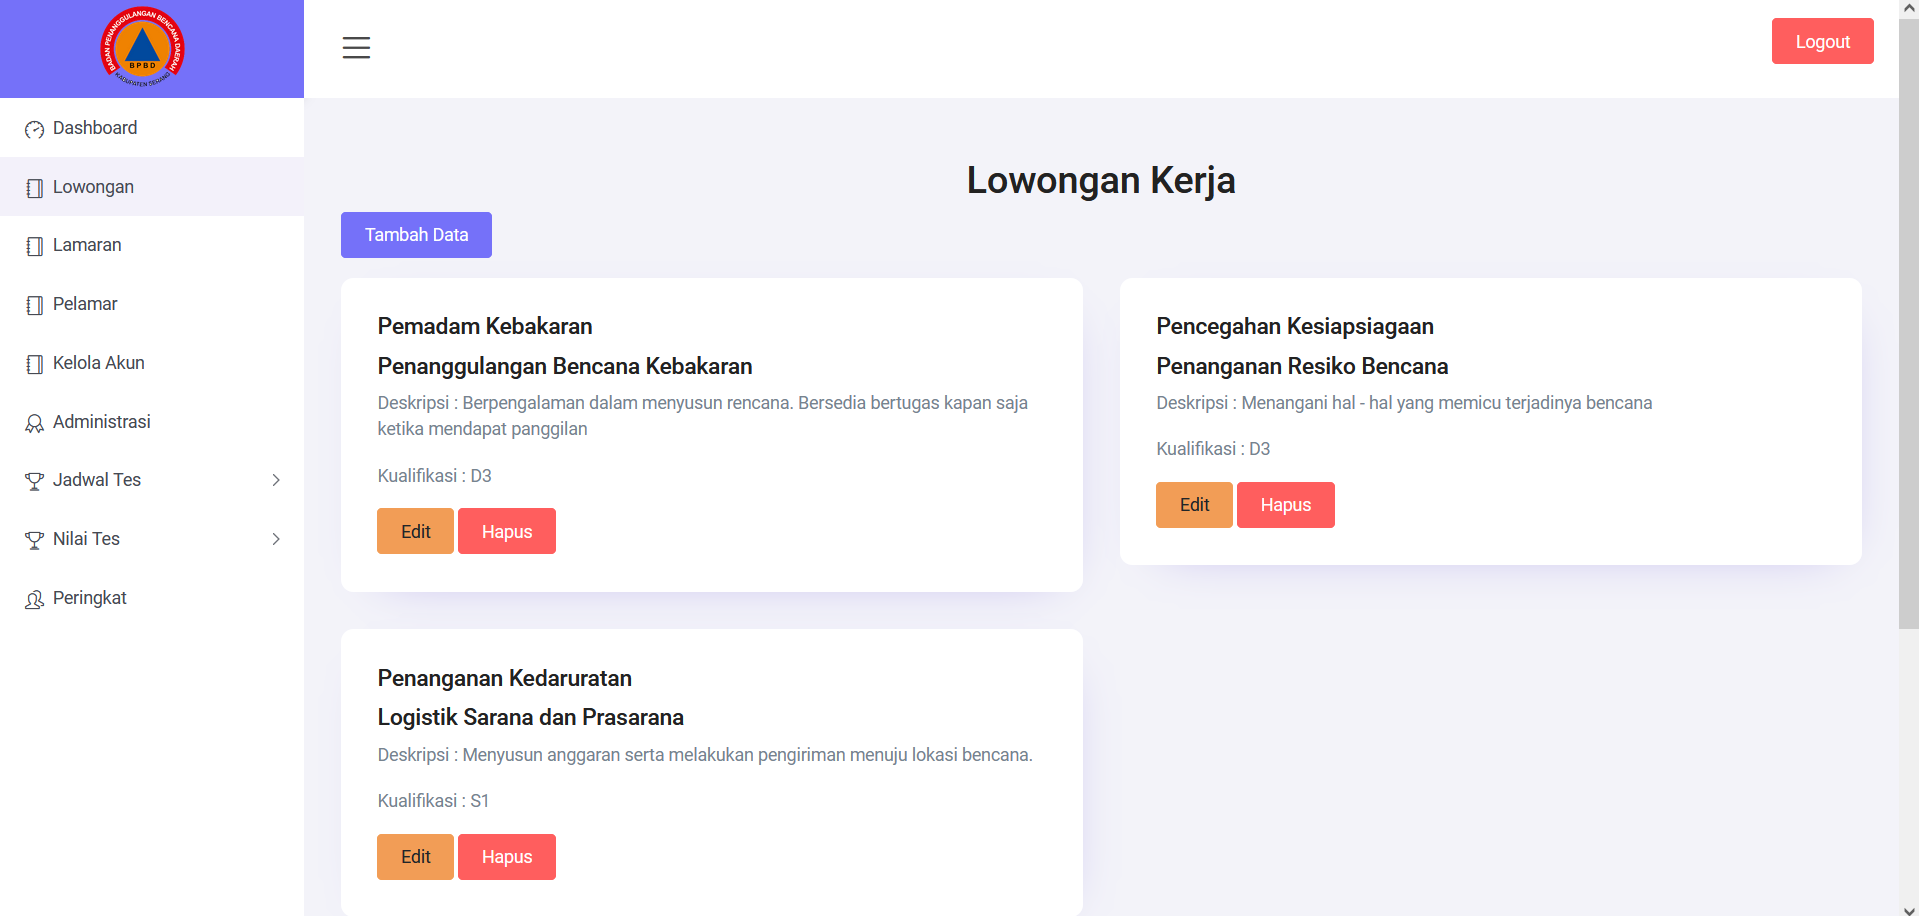 BADAN PENANGGULANGAN BENCANA DAERAH
BPBD
KABUPATEN SERANG
Logout
Dashboard
Lowongan
Lamaran
Pelamar
Kelola Akun
Administrasi
Jadwal Tes
Nilai Tes
Peringkat
Lowongan Kerja
Tambah Data
Pemadam Kebakaran
Penanggulangan Bencana Kebakaran
Deskripsi : Berpengalaman dalam menyusun rencana. Bersedia bertugas kapan saja
ketika mendapat panggilan
Kualifikasi : D3
Edit Hapus
Pencegahan Kesiapsiagaan
Penanganan Resiko Bencana
Deskripsi : Menangani hal - hal yang memicu terjadinya bencana
Kualifikasi : D3
Edit Hapus
Penanganan Kedaruratan
Logistik Sarana dan Prasarana
Deskripsi : Menyusun anggaran serta melakukan pengiriman menuju lokasi bencana.
Kualifikasi : S1
Edit Hapus